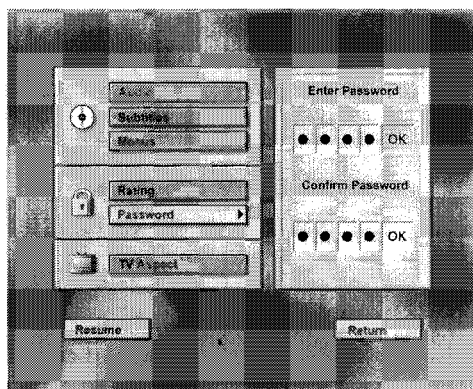 Audio
Subtitles
Menus
Rating
Password
TV Aspect
Enter Password
OK
Confirm Password
OK
Resume
Return